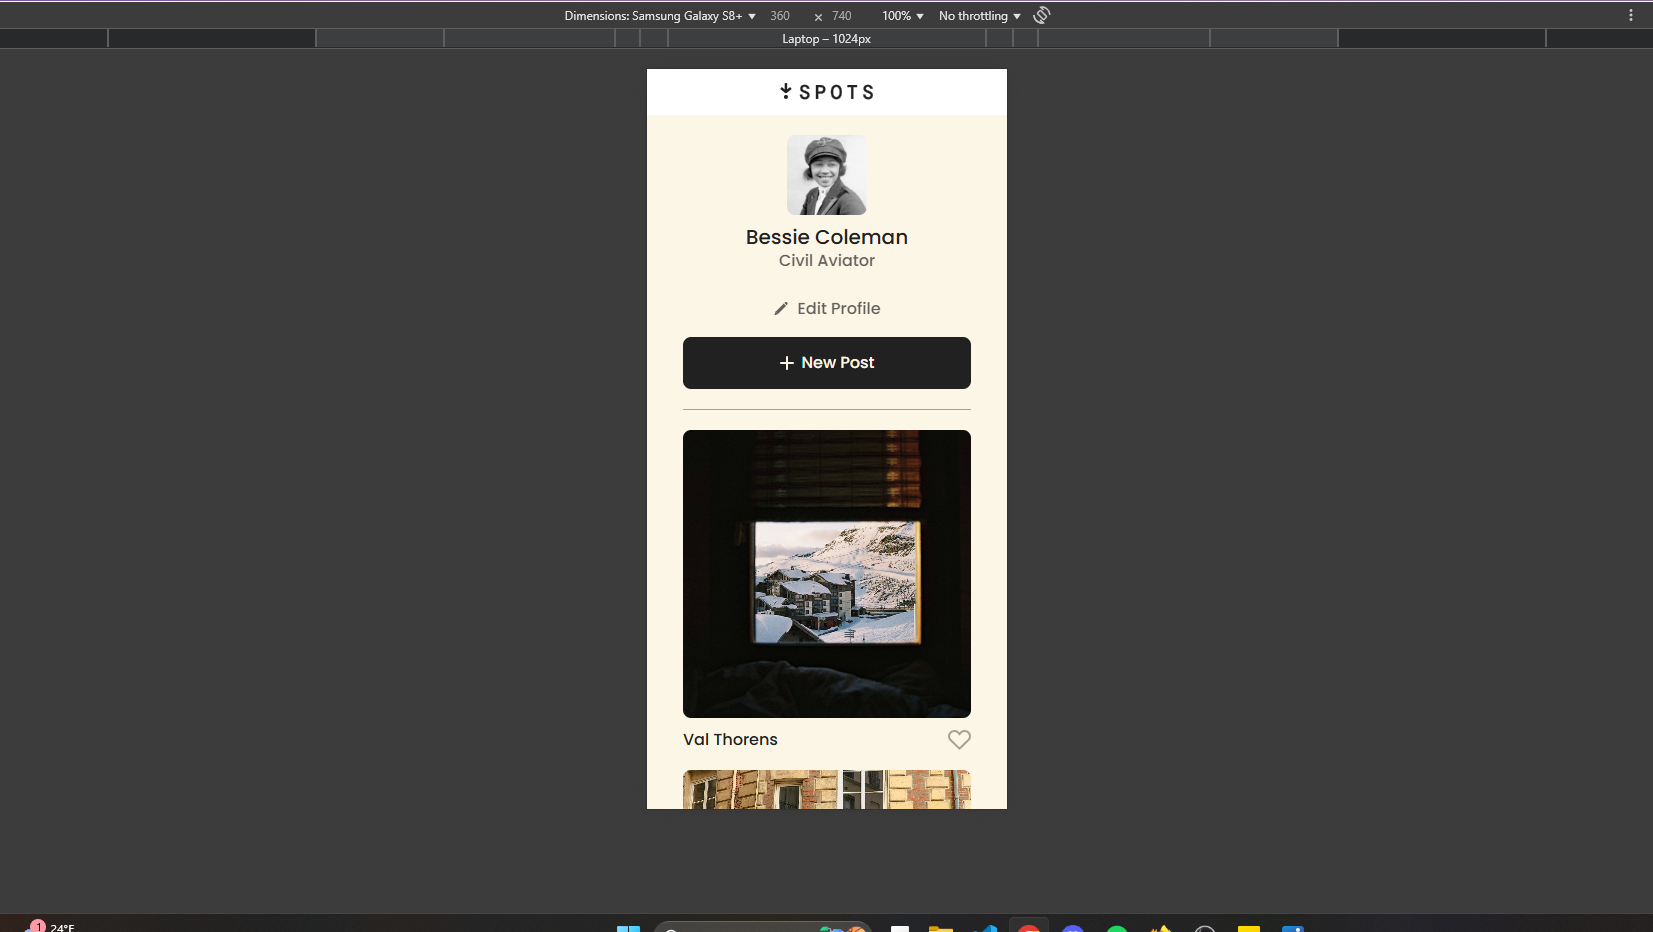 Dimensions: Samsung Galaxy S8+ 360 × 740 100% No throttling
Laptop – 1024px
SPOTS
Bessie Coleman
Civil Aviator
Edit Profile
New Post
Val Thorens
1
24°F